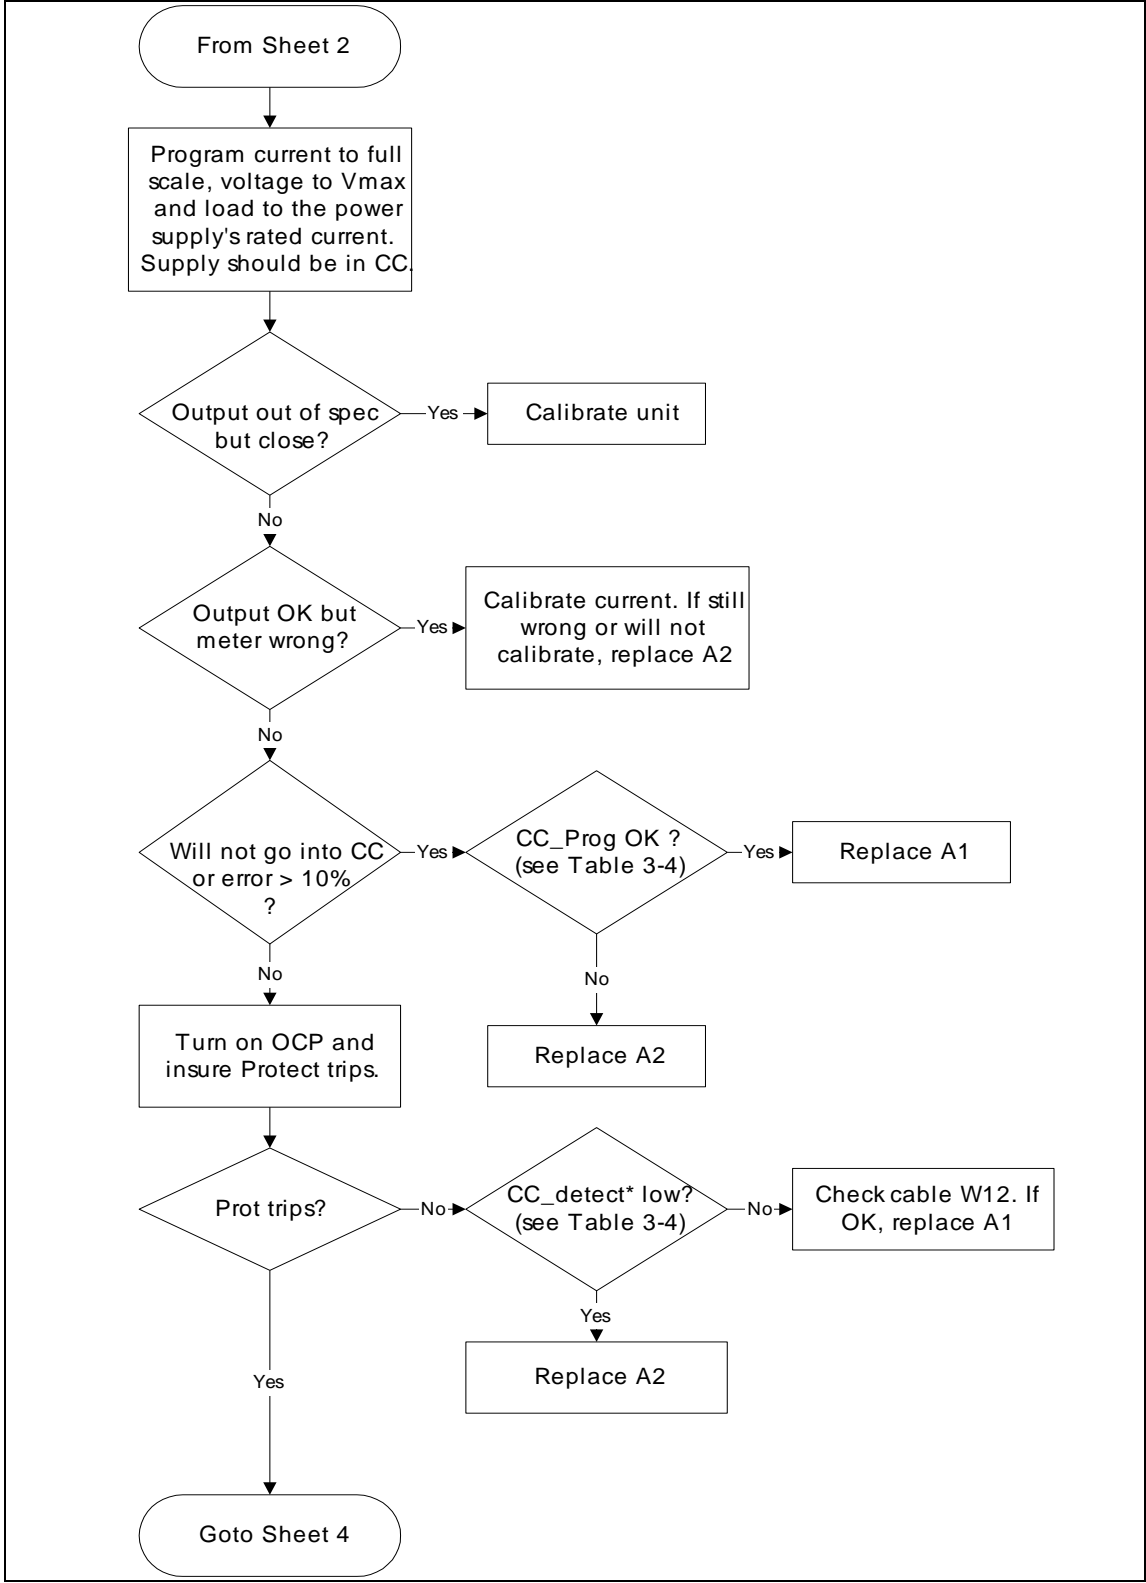 From Sheet 2
Program current to full
scale, voltage to Vmax
and load to the power
supply's rated current.
Supply should be in CC.
Output out of spec
but close?
Yes
Calibrate unit
No
Output OK but
meter wrong?
Yes
Calibrate current. If still
wrong or will not
calibrate, replace A2
No
Will not go into CC
or error > 10%
?
Yes
CC_Prog OK ?
(see Table 3-4)
Yes
Replace A1
No
No
Replace A2
Turn on OCP and
insure Protect trips.
Prot trips?
No
CC_detect* low?
(see Table 3-4)
No
Check cable W12. If
OK, replace A1
Yes
Replace A2
Yes
Goto Sheet 4